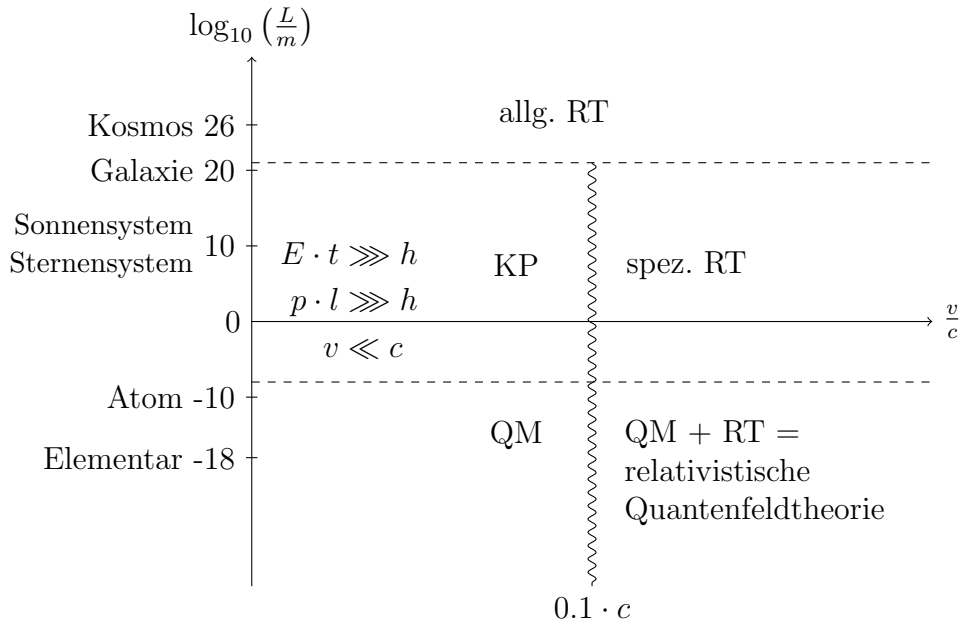 log₁₀ (L/m)
allg. RT
Kosmos 26
Galaxie 20
Sonnensystem
10
Sternensystem
E · t ⋙ h
KP
spez. RT
p · l ⋙ h
0
v/c
v ≪ c
Atom -10
QM
QM + RT =
Elementar -18
relativistische
Quantenfeldtheorie
0.1 · c